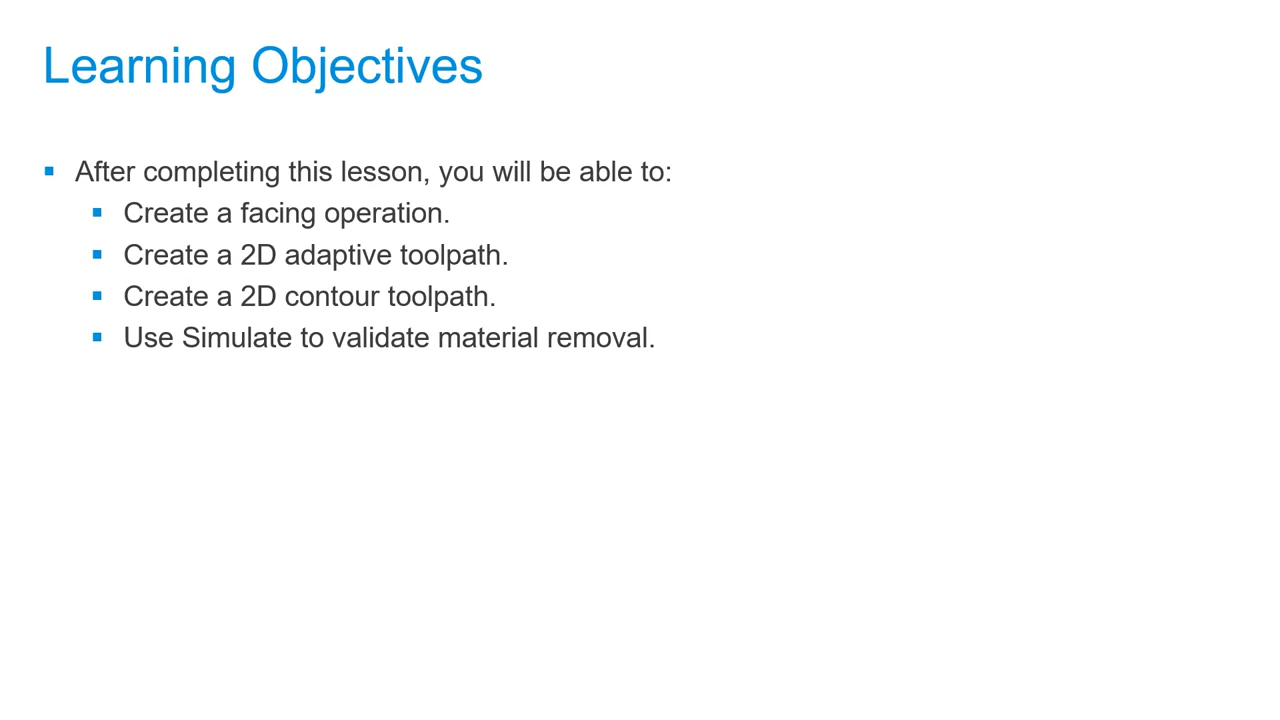 Learning Objectives
After completing this lesson, you will be able to:
Create a facing operation.
Create a 2D adaptive toolpath.
Create a 2D contour toolpath.
Use Simulate to validate material removal.